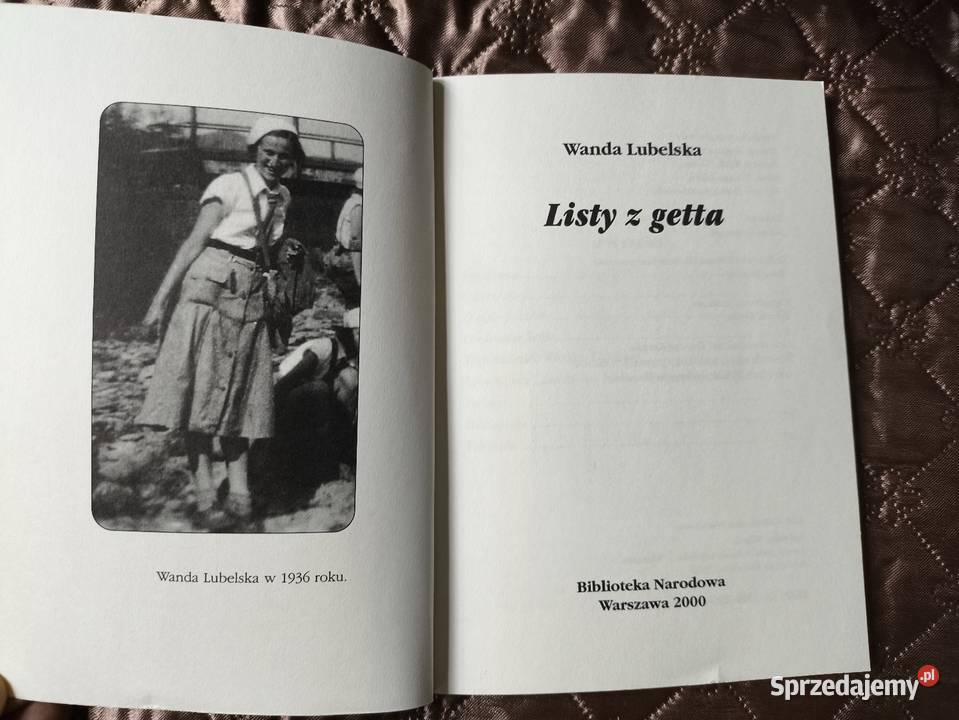 Wanda Lubelska w 1936 roku.
Wanda Lubelska
Listy z getta
Biblioteka Narodowa
Warszawa 2000
Sprzedajemy.pl